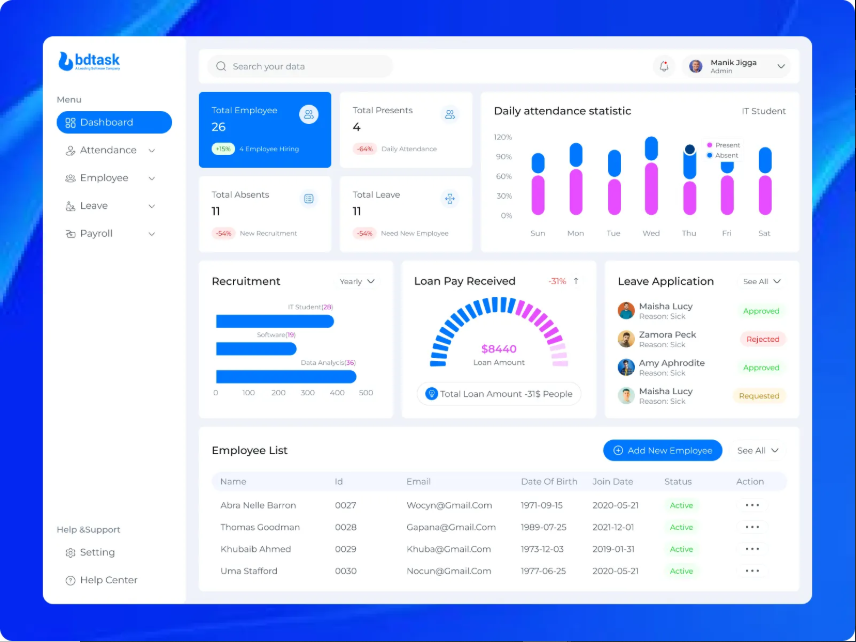 bdtask
Menu
Dashboard
Attendance
Employee
Leave
Payroll
Help &Support
Setting
Help Center
Search your data
Manik Jigga
Admin
Total Employee
26
+15% 4 Employee Hiring
Total Presents
4
-64% Daily Attendance
Total Absents
11
-54% New Recruitment
Total Leave
11
-54% Need New Employee
Daily attendance statistic IT Student
120%
90%
60%
30%
0%
Present
Absent
Sun Mon Tue Wed Thu Fri Sat
Recruitment Yearly
IT Student(28)
Software(19)
Data Analysis(36)
0 100 200 300 400 500
Loan Pay Received -31% ↑
$8440
Loan Amount
Total Loan Amount -31$ People
Leave Application See All
Maisha Lucy
Reason: Sick
Approved
Zamora Peck
Reason: Sick
Rejected
Amy Aphrodite
Reason: Sick
Approved
Maisha Lucy
Reason: Sick
Requested
Employee List Add New Employee See All
Name Id Email Date Of Birth Join Date Status Action
Abra Nelle Barron 0027 Wocyn@Gmail.Com 1971-09-15 2020-05-21 Active
Thomas Goodman 0028 Gapana@Gmail.Com 1989-07-25 2021-12-01 Active
Khubaib Ahmed 0029 Khuba@Gmail.Com 1973-12-03 2019-01-31 Active
Uma Stafford 0030 Nocun@Gmail.Com 1977-06-25 2020-05-21 Active